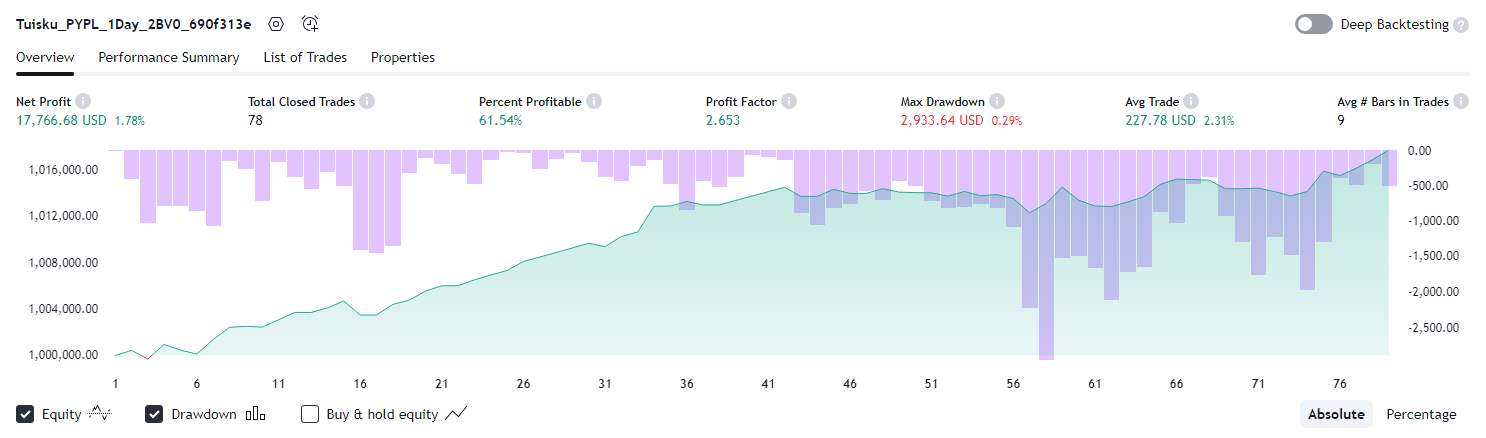 Tuisku_PYPL_1Day_2BV0_690f313e
Deep Backtesting ?
Overview Performance Summary List of Trades Properties
Net Profit Total Closed Trades Percent Profitable Profit Factor Max Drawdown Avg Trade Avg # Bars in Trades
17,766.68 USD 1.78% 78 61.54% 2.653 2,933.64 USD 0.29% 227.78 USD 2.31% 9
0.00
1,016,000.00
-500.00
1,012,000.00
-1,000.00
1,008,000.00
-1,500.00
1,004,000.00
-2,000.00
-2,500.00
1,000,000.00
1 6 11 16 21 26 31 36 41 46 51 56 61 66 71 76
Equity Drawdown Buy & hold equity Absolute Percentage